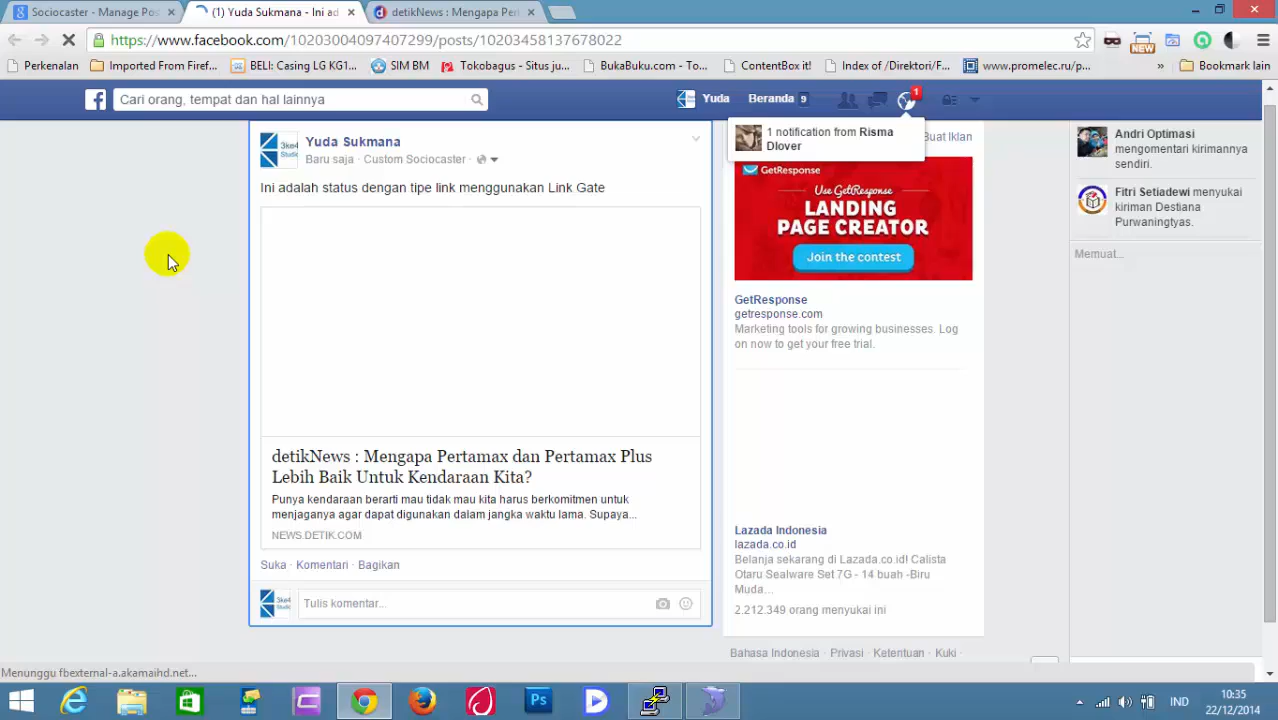 Sociocaster - Manage Pos
(1) Yuda Sukmana - Ini ad
detikNews : Mengapa Pert
https://www.facebook.com/10203004097407299/posts/10203458137678022
NEW
Perkenalan
Imported From Firef...
BELI: Casing LG KG1...
SIM BM
Tokobagus - Situs ju...
BukaBuku.com - To...
ContentBox it!
Index of /Direktori/F...
www.promelec.ru/p...
»
Bookmark lain
Cari orang, tempat dan hal lainnya
Yuda
Beranda 9
1
1 notification from Risma
Dlover
Buat Iklan
Yuda Sukmana
Baru saja · Custom Sociocaster ·
Ini adalah status dengan tipe link menggunakan Link Gate
detikNews : Mengapa Pertamax dan Pertamax Plus
Lebih Baik Untuk Kendaraan Kita?
Punya kendaraan berarti mau tidak mau kita harus berkomitmen untuk
menjaganya agar dapat digunakan dalam jangka waktu lama. Supaya...
NEWS.DETIK.COM
Suka · Komentari · Bagikan
3ke4
Studio
Tulis komentar...
GetResponse
Use GetResponse
LANDING
PAGE CREATOR
Join the contest
GetResponse
getresponse.com
Marketing tools for growing businesses. Log
on now to get your free trial.
Lazada Indonesia
lazada.co.id
Belanja sekarang di Lazada.co.id! Calista
Otaru Sealware Set 7G - 14 buah -Biru
Muda...
2,212.349 orang menyukai ini
Bahasa Indonesia · Privasi · Ketentuan · Kuki ·
Andri Optimasi
mengomentari kirimannya
sendiri.
Fitri Setiadewi menyukai
kiriman Destiana
Purwaningtyas.
Memuat...
Menunggu fbexternal-a.akamaihd.net...
Ps
IND
10:35
22/12/2014